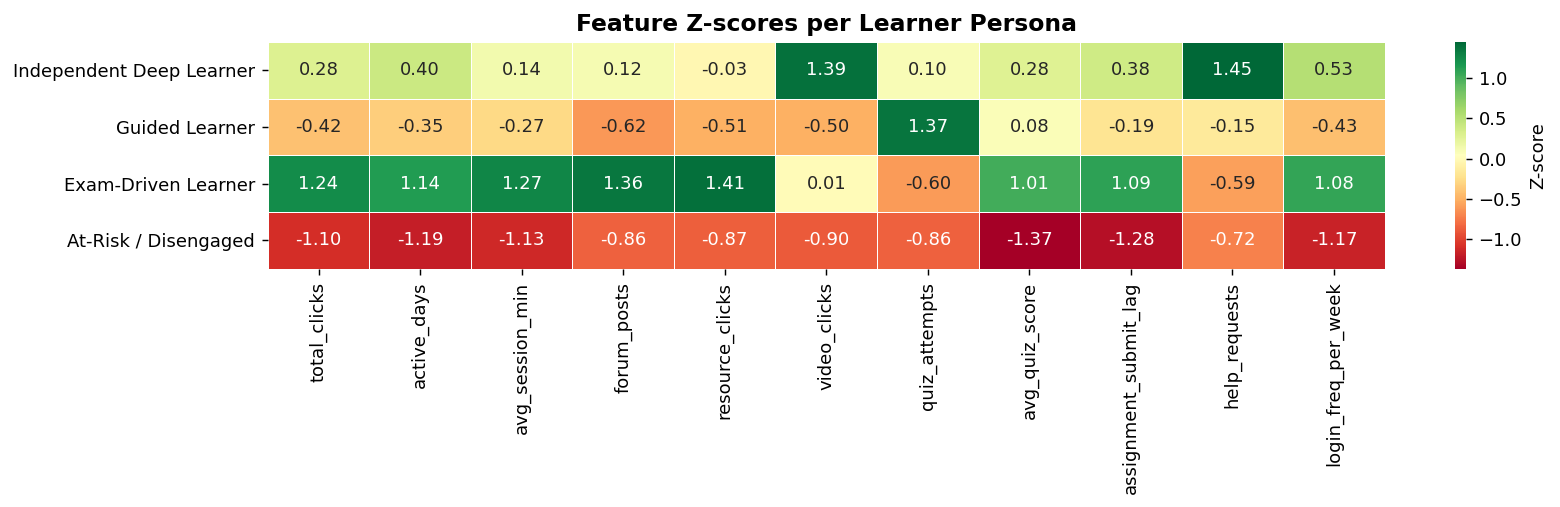 Feature Z-scores per Learner Persona
Independent Deep Learner 0.28 0.40 0.14 0.12 -0.03 1.39 0.10 0.28 0.38 1.45 0.53
Guided Learner -0.42 -0.35 -0.27 -0.62 -0.51 -0.50 1.37 0.08 -0.19 -0.15 -0.43
Exam-Driven Learner 1.24 1.14 1.27 1.36 1.41 0.01 -0.60 1.01 1.09 -0.59 1.08
At-Risk / Disengaged -1.10 -1.19 -1.13 -0.86 -0.87 -0.90 -0.86 -1.37 -1.28 -0.72 -1.17
total_clicks
active_days
avg_session_min
forum_posts
resource_clicks
video_clicks
quiz_attempts
avg_quiz_score
assignment_submit_lag
help_requests
login_freq_per_week
1.0
0.5
0.0
−0.5
−1.0
Z-score